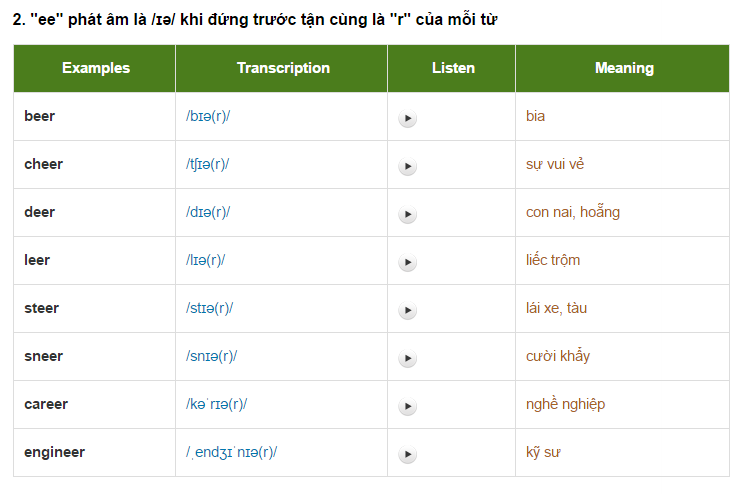 2. "ee" phát âm là /ɪə/ khi đứng trước tận cùng là "r" của mỗi từ
Examples Transcription Listen Meaning
beer /bɪə(r)/ bia
cheer /tʃɪə(r)/ sự vui vẻ
deer /dɪə(r)/ con nai, hoẵng
leer /lɪə(r)/ liếc trộm
steer /stɪə(r)/ lái xe, tàu
sneer /snɪə(r)/ cười khẩy
career /kəˈrɪə(r)/ nghề nghiệp
engineer /ˌendʒɪˈnɪə(r)/ kỹ sư